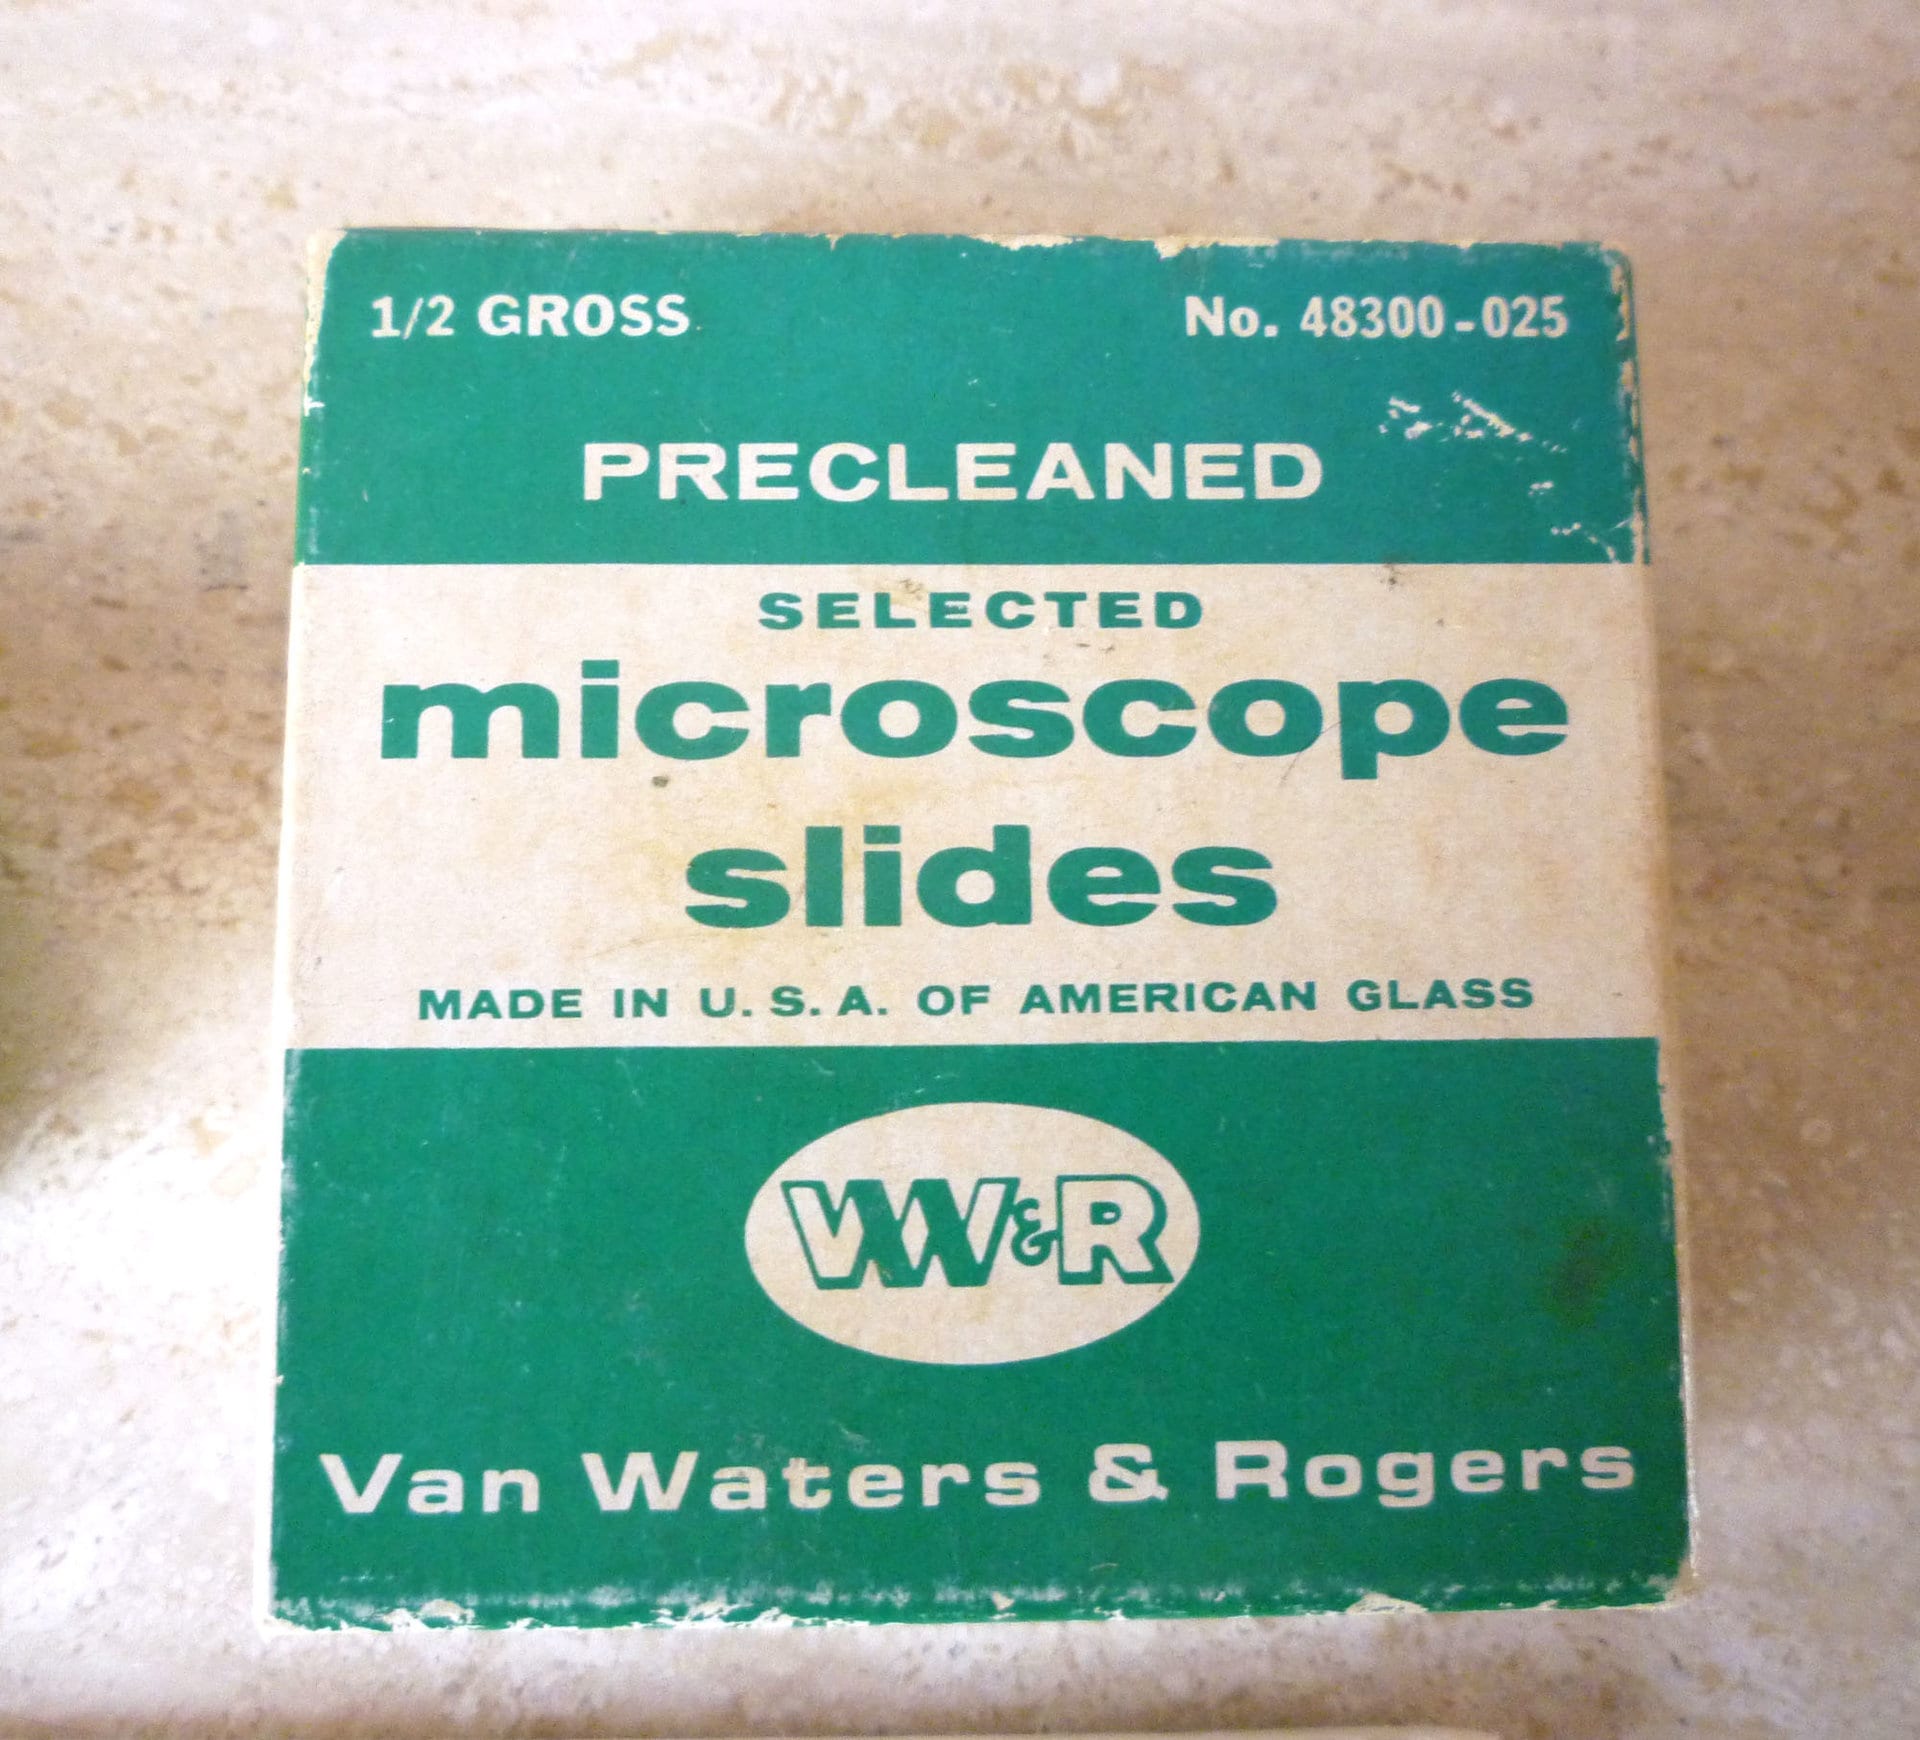 1/2 GROSS No. 48300-025
PRECLEANED
SELECTED
microscope
slides
MADE IN U.S.A. OF AMERICAN GLASS
VW&R
Van Waters & Rogers